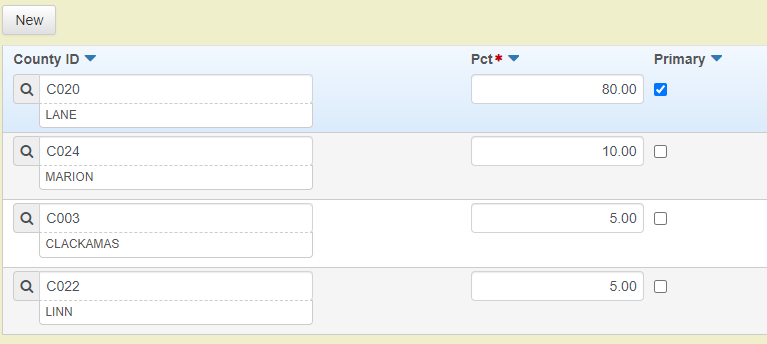 New
County ID Pct* Primary
C020 80.00
LANE
C024 10.00
MARION
C003 5.00
CLACKAMAS
C022 5.00
LINN